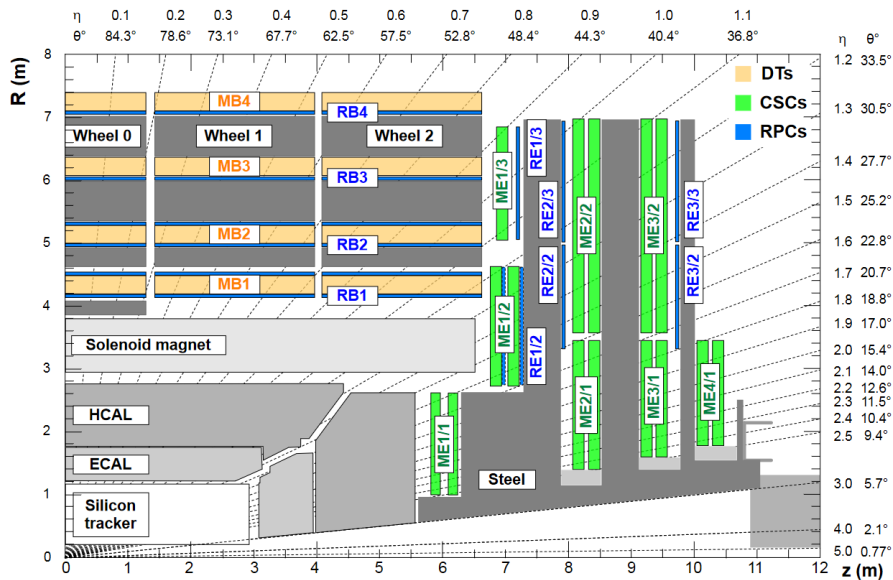 η 0.1 0.2 0.3 0.4 0.5 0.6 0.7 0.8 0.9 1.0 1.1
θ° 84.3° 78.6° 73.1° 67.7° 62.5° 57.5° 52.8° 48.4° 44.3° 40.4° 36.8° η θ°
R (m)
8
7
6
5
4
3
2
1
0
1.2 33.5°
1.3 30.5°
1.4 27.7°
1.5 25.2°
1.6 22.8°
1.7 20.7°
1.8 18.8°
1.9 17.0°
2.0 15.4°
2.1 14.0°
2.2 12.6°
2.3 11.5°
2.4 10.4°
2.5 9.4°
3.0 5.7°
4.0 2.1°
5.0 0.77°
DTs
CSCs
RPCs
MB4
RB4
Wheel 0
Wheel 1
Wheel 2
MB3
RB3
MB2
RB2
MB1
RB1
Solenoid magnet
HCAL
ECAL
Silicon
tracker
Steel
ME1/3
RE1/3
RE2/3
ME2/2
ME3/2
RE3/3
RE2/2
RE3/2
ME1/2
RE1/2
ME1/1
ME2/1
ME3/1
ME4/1
0 1 2 3 4 5 6 7 8 9 10 11 12
z (m)